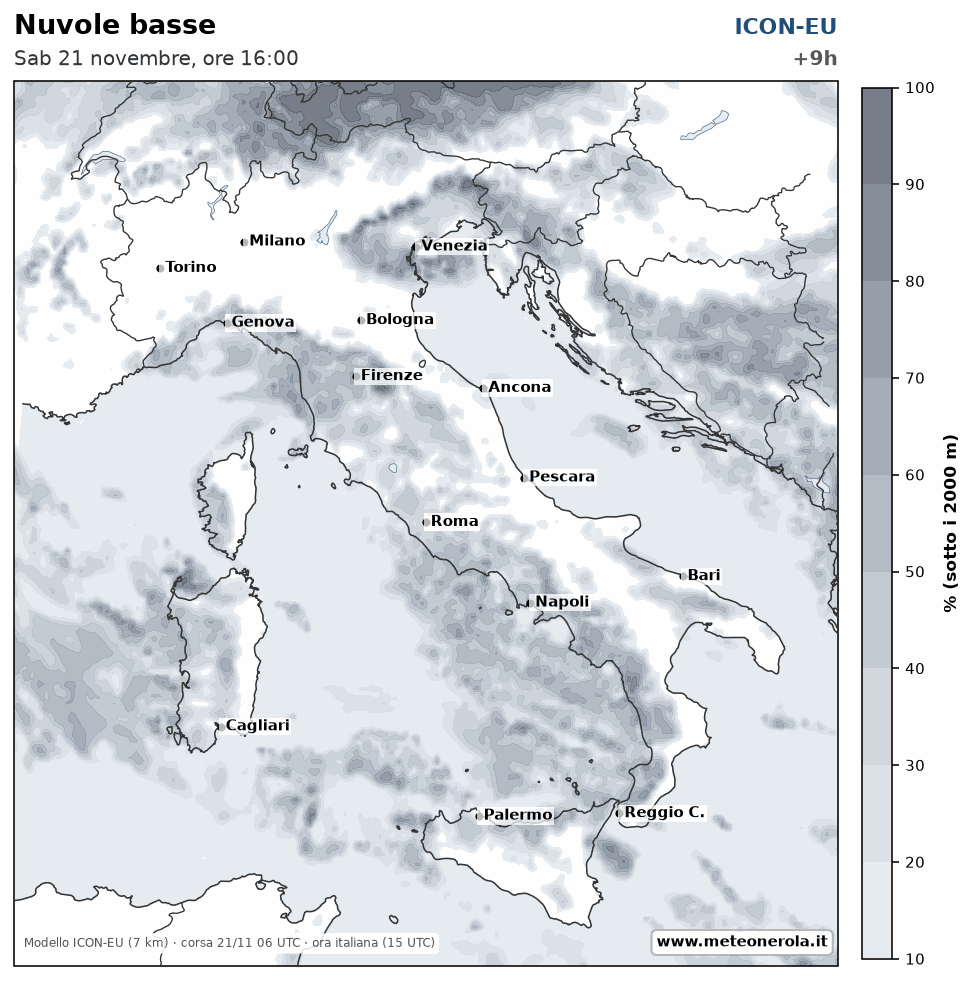 Nuvole basse
ICON-EU
Sab 21 novembre, ore 16:00
+9h
Milano
Venezia
Torino
Genova
Bologna
Firenze
Ancona
Pescara
Roma
Bari
Napoli
Cagliari
Palermo
Reggio C.
Modello ICON-EU (7 km) · corsa 21/11 06 UTC · ora italiana (15 UTC)
www.meteonerola.it
100
90
80
70
60
50
40
30
20
10
% (sotto i 2000 m)